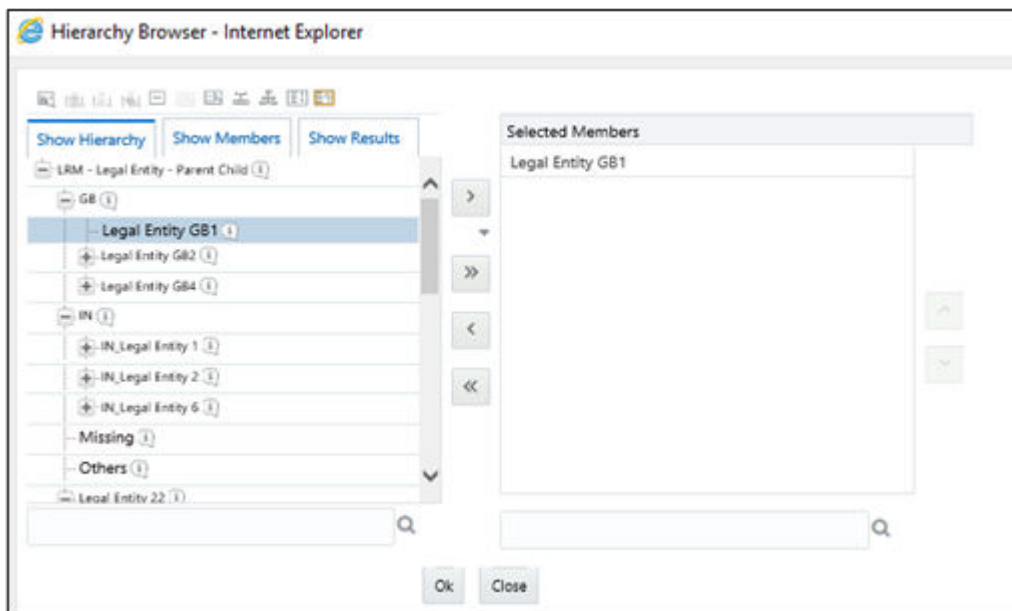 Hierarchy Browser - Internet Explorer
Show Hierarchy Show Members Show Results
LRM - Legal Entity - Parent Child
GB
Legal Entity GB1
Legal Entity GB2
Legal Entity GB4
IN
IN_Legal Entity 1
IN_Legal Entity 2
IN_Legal Entity 6
Missing
Others
Legal Entity 22
Selected Members
Legal Entity GB1
Ok Close